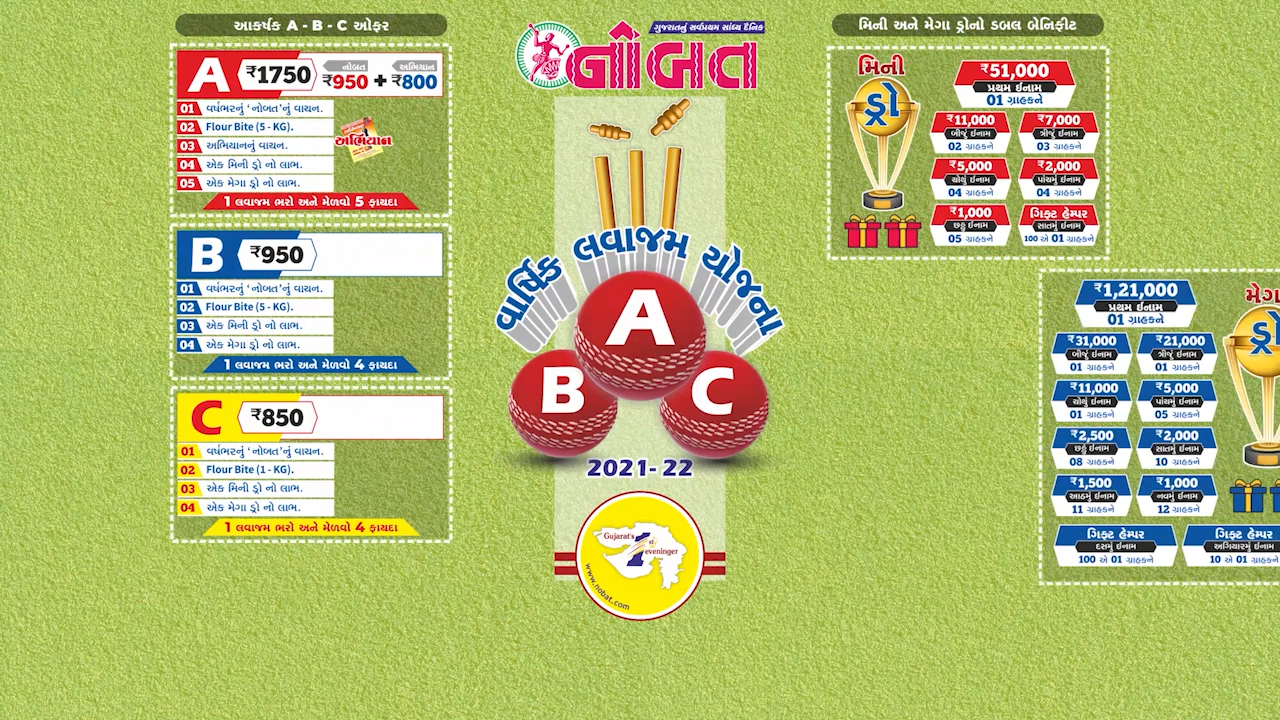 આકર્ષક A - B - C ઓફર
A ₹1750 નોબત ₹950 + અભિયાન ₹800
01 વર્ષભરનું 'નોબત'નું વાચન.
02 Flour Bite (5 - KG).
03 અભિયાનનું વાચન.
04 એક મિની ડ્રો નો લાભ.
05 એક મેગા ડ્રો નો લાભ.
અભિયાન
1 લવાજમ ભરો અને મેળવો 5 ફાયદા
B ₹950
01 વર્ષભરનું 'નોબત'નું વાચન.
02 Flour Bite (5 - KG).
03 એક મિની ડ્રો નો લાભ.
04 એક મેગા ડ્રો નો લાભ.
1 લવાજમ ભરો અને મેળવો 4 ફાયદા
C ₹850
01 વર્ષભરનું 'નોબત'નું વાચન.
02 Flour Bite (1 - KG).
03 એક મિની ડ્રો નો લાભ.
04 એક મેગા ડ્રો નો લાભ.
1 લવાજમ ભરો અને મેળવો 4 ફાયદા
ગુજરાતનું સર્વપ્રથમ સાંધ્ય દૈનિક
નોબત
વાર્ષિક લવાજમ યોજના
A
B C
2021-22
Gujarat's 1st eveninger
www.nobat.com
મિની અને મેગા ડ્રોનો ડબલ બેનિફીટ
મિની
ડ્રો
₹51,000
પ્રથમ ઈનામ
01 ગ્રાહકને
₹11,000 ₹7,000
બીજું ઈનામ ત્રીજું ઈનામ
02 ગ્રાહકને 03 ગ્રાહકને
₹5,000 ₹2,000
ચોથું ઈનામ પાંચમું ઈનામ
04 ગ્રાહકને 04 ગ્રાહકને
₹1,000 ગિફ્ટ હેમ્પર
છઠ્ઠું ઈનામ સાતમું ઈનામ
05 ગ્રાહકને 100 એ 01 ગ્રાહકને
મેગા
ડ્રો
₹1,21,000
પ્રથમ ઈનામ
01 ગ્રાહકને
₹31,000 ₹21,000
બીજું ઈનામ ત્રીજું ઈનામ
01 ગ્રાહકને 01 ગ્રાહકને
₹11,000 ₹5,000
ચોથું ઈનામ પાંચમું ઈનામ
01 ગ્રાહકને 05 ગ્રાહકને
₹2,500 ₹2,000
છઠ્ઠું ઈનામ સાતમું ઈનામ
08 ગ્રાહકને 10 ગ્રાહકને
₹1,500 ₹1,000
આઠમું ઈનામ નવમું ઈનામ
11 ગ્રાહકને 12 ગ્રાહકને
ગિફ્ટ હેમ્પર ગિફ્ટ હેમ્પર
દસમું ઈનામ અગિયારમું ઈનામ
100 એ 01 ગ્રાહકને 10 એ 01 ગ્રાહકને